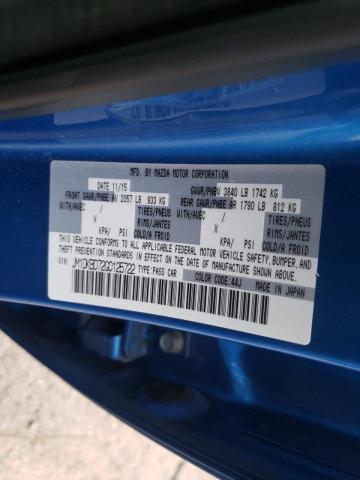 MFD. BY MAZDA MOTOR CORPORATION
DATE 11/15 GVWR/PNBV 3840 LB 1742 KG
FRONT GAWR/PNBE AV 2057 LB 933 KG REAR GAWR/PNBE AR 1790 LB 812 KG
WITH/AVEC / TIRES/PNEUS WITH/AVEC / TIRES/PNEUS
X RIMS/JANTES X RIMS/JANTES
KPA/ PSI/ COLD/A FROID KPA/ PSI/ COLD/A FROID
THIS VEHICLE CONFORMS TO ALL APPLICABLE FEDERAL MOTOR VEHICLE SAFETY, BUMPER, AND
THEFT PREVENTION STANDARDS IN EFFECT ON THE DATE OF MANUFACTURE SHOWN ABOVE.
VIN: TYPE PASS CAR
COLOR CODE:44J MADE IN JAPAN